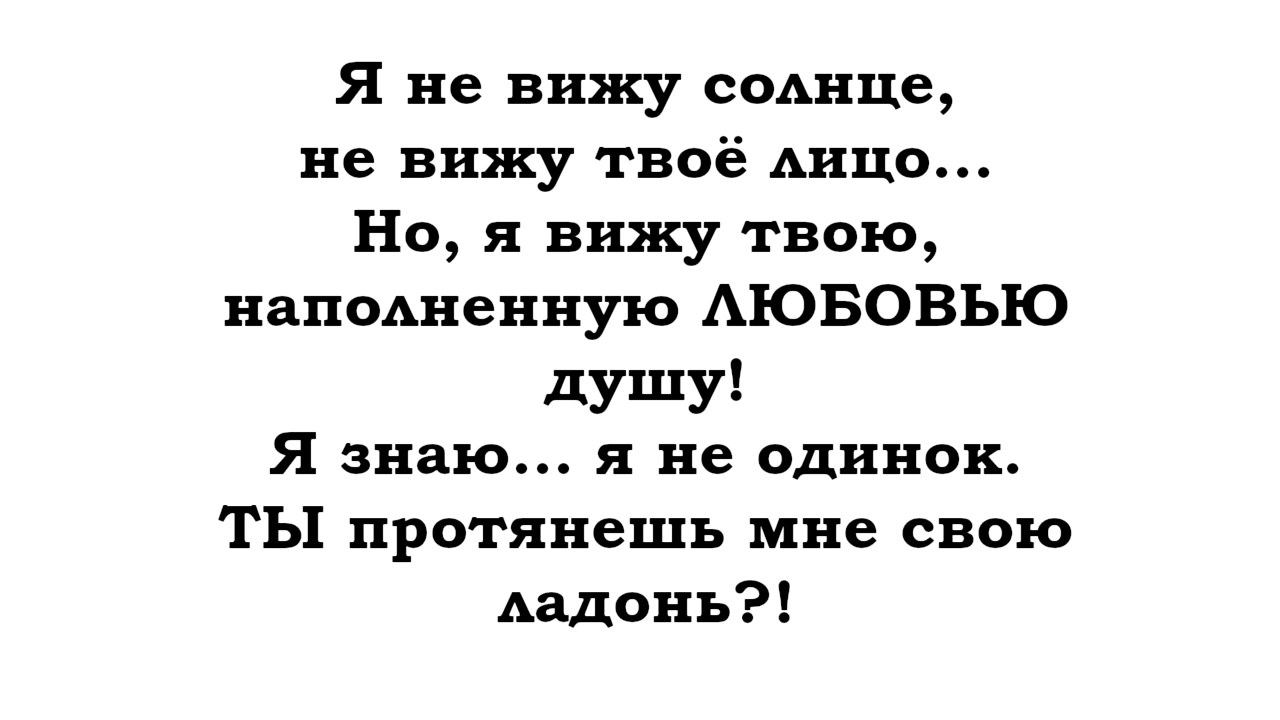 Я не вижу солнце,
не вижу твоё лицо...
Но, я вижу твою,
наполненную ЛЮБОВЬЮ
душу!
Я знаю... я не одинок.
ТЫ протянешь мне свою
ладонь?!